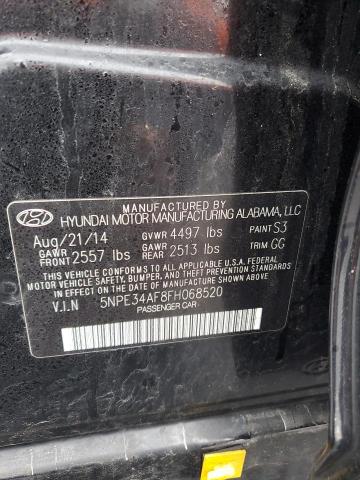 MANUFACTURED BY
HYUNDAI MOTOR MANUFACTURING ALABAMA, LLC
Aug/21/14 GVWR 4497 lbs PAINT S3
GAWR FRONT 2557 lbs GAWR REAR 2513 lbs TRIM GG
THIS VEHICLE CONFORMS TO ALL APPLICABLE U.S.A. FEDERAL
MOTOR VEHICLE SAFETY, BUMPER, AND THEFT PREVENTION
STANDARDS IN EFFECT ON THE DATE OF MANUFACTURE
SHOWN ABOVE.
V.I.N 5NPE34AF8FH068520
PASSENGER CAR